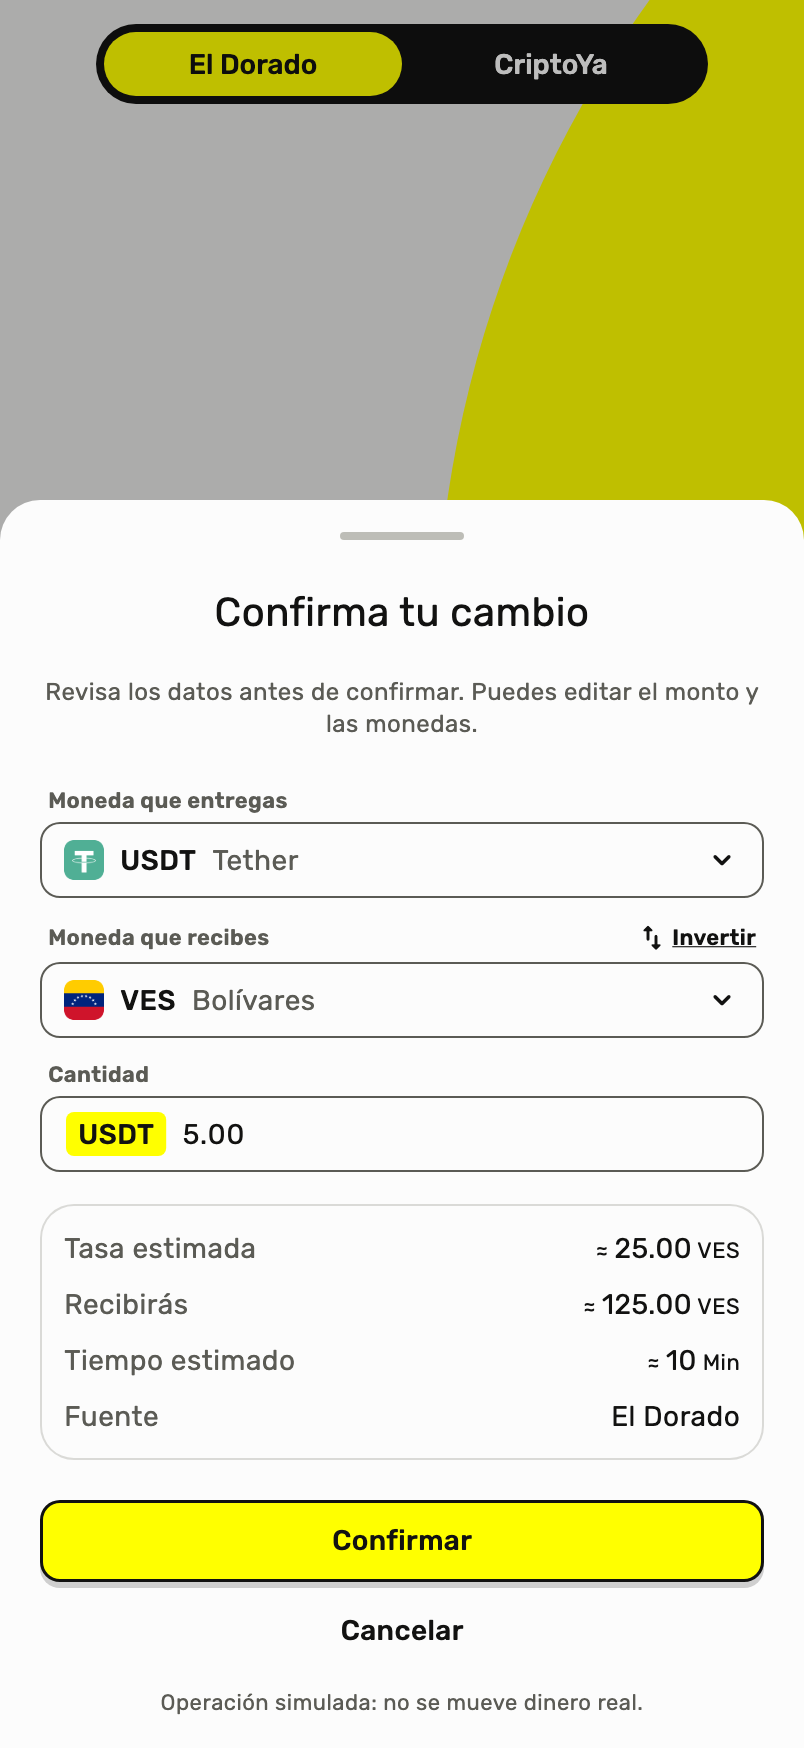 El Dorado
CriptoYa
Confirma tu cambio
Revisa los datos antes de confirmar. Puedes editar el monto y
las monedas.
Moneda que entregas
USDT Tether
Moneda que recibes
Invertir
VES Bolívares
Cantidad
USDT 5.00
Tasa estimada ≈ 25.00 VES
Recibirás ≈ 125.00 VES
Tiempo estimado ≈ 10 Min
Fuente El Dorado
Confirmar
Cancelar
Operación simulada: no se mueve dinero real.